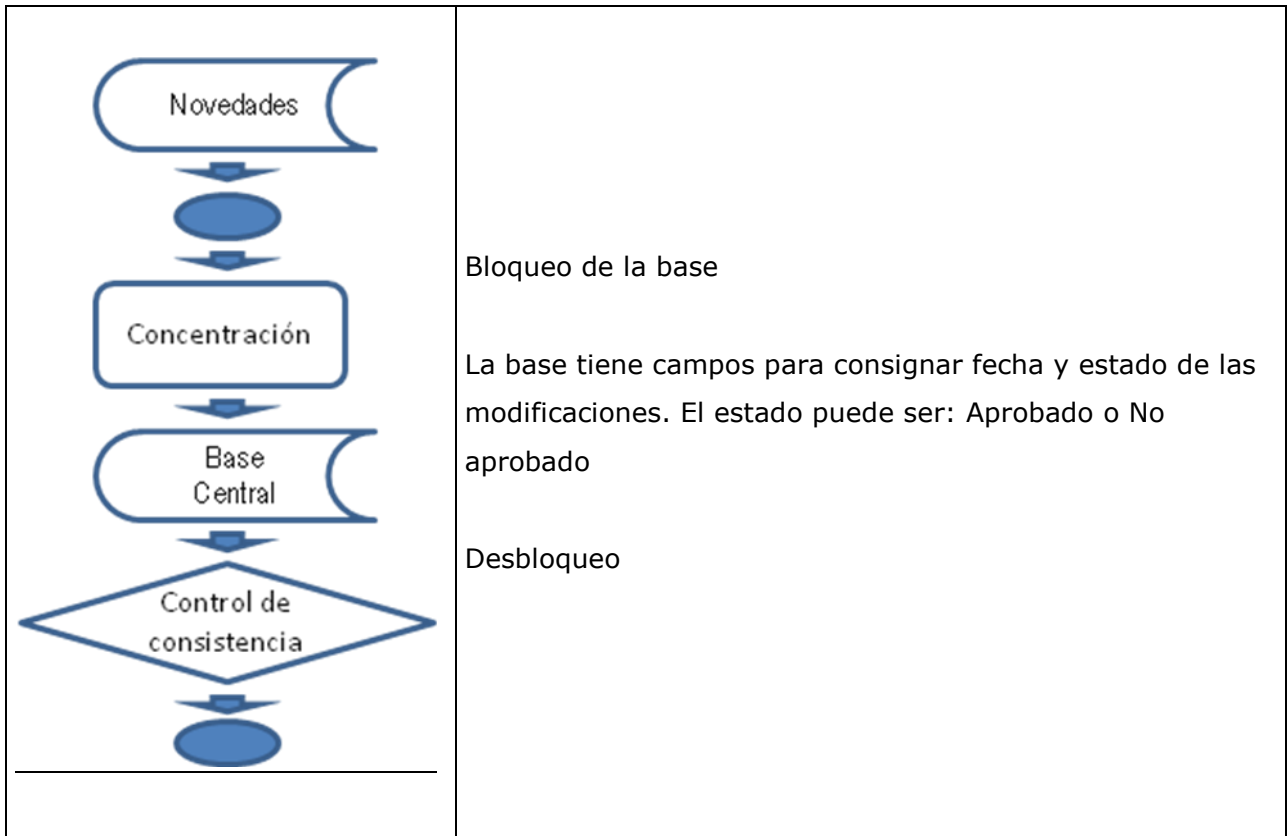 Novedades
Concentración
Base
Central
Control de
consistencia
Bloqueo de la base
La base tiene campos para consignar fecha y estado de las
modificaciones. El estado puede ser: Aprobado o No
aprobado
Desbloqueo